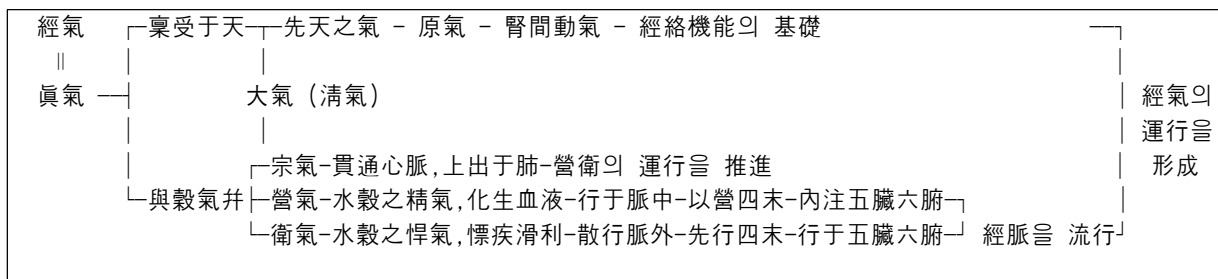 經氣 ┌─稟受于天─┬─先天之氣 - 原氣 - 腎間動氣 - 經絡機能의 基礎 ──┐
∥ │ │ │
眞氣 ──┤ 大氣 (淸氣) │ 經氣의
│ │ │ 運行을
│ ┌─宗氣-貫通心脈,上出于肺-營衛의 運行을 推進 │ 形成
└─與穀氣幷├─營氣-水穀之精氣,化生血液-行于脈中-以營四末-內注五臟六腑─┐ │
└─衛氣-水穀之悍氣,慓疾滑利-散行脈外-先行四末-行于五臟六腑─┘ 經脈을 流行┘